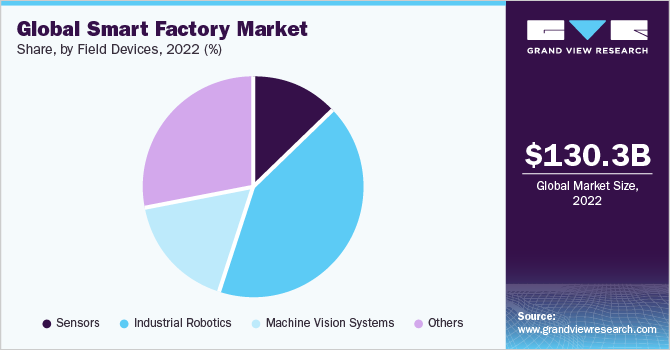 Global Smart Factory Market
Share, by Field Devices, 2022 (%)
Sensors
Industrial Robotics
Machine Vision Systems
Others
GRAND VIEW RESEARCH
$130.3B
Global Market Size,
2022
Source:
www.grandviewresearch.com